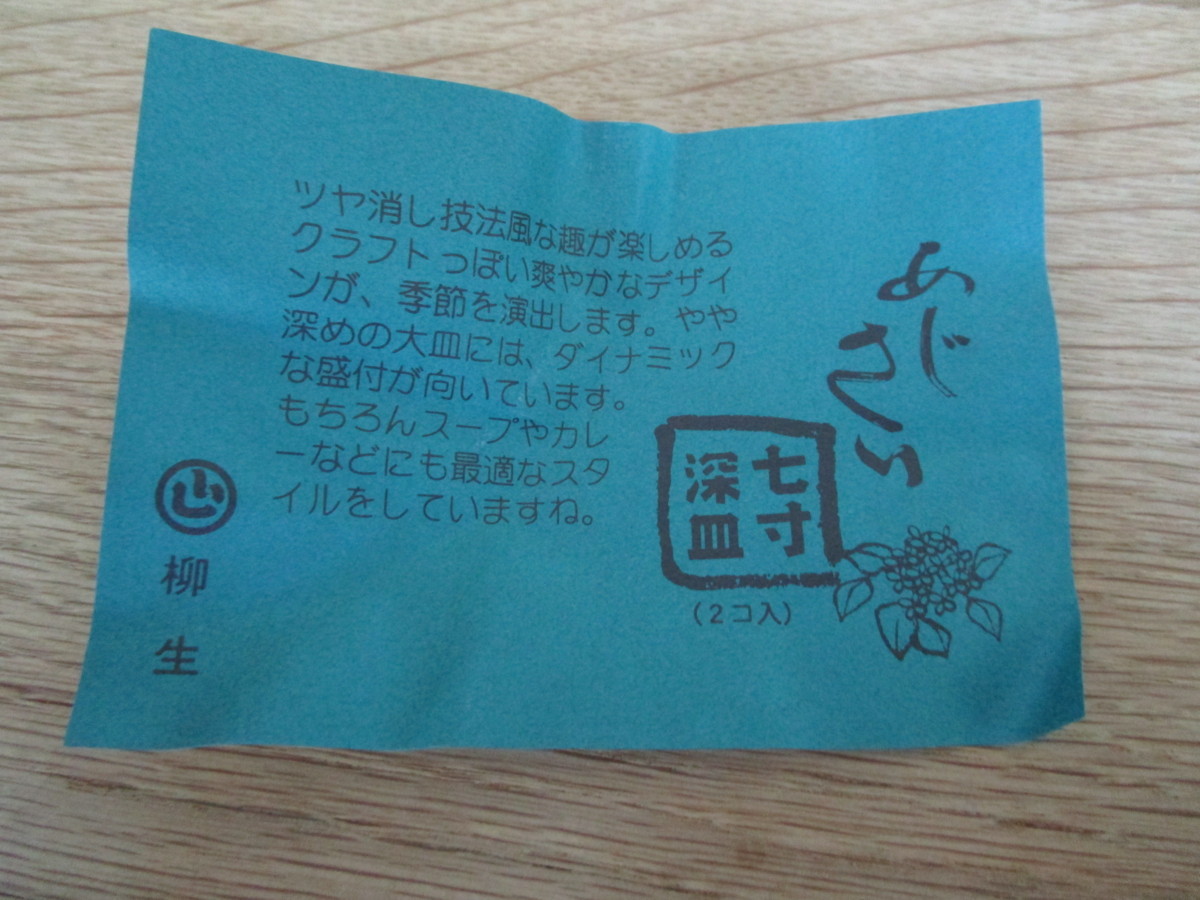 あじさい
七寸
深皿
(2コ入)
ツヤ消し技法風な趣が楽しめる
クラフトっぽい爽やかなデザイ
ンが、季節を演出します。やや
深めの大皿には、ダイナミック
な盛付が向いています。
もちろんスープやカレ
ーなどにも最適なスタ
イルをしていますね。
山
柳生